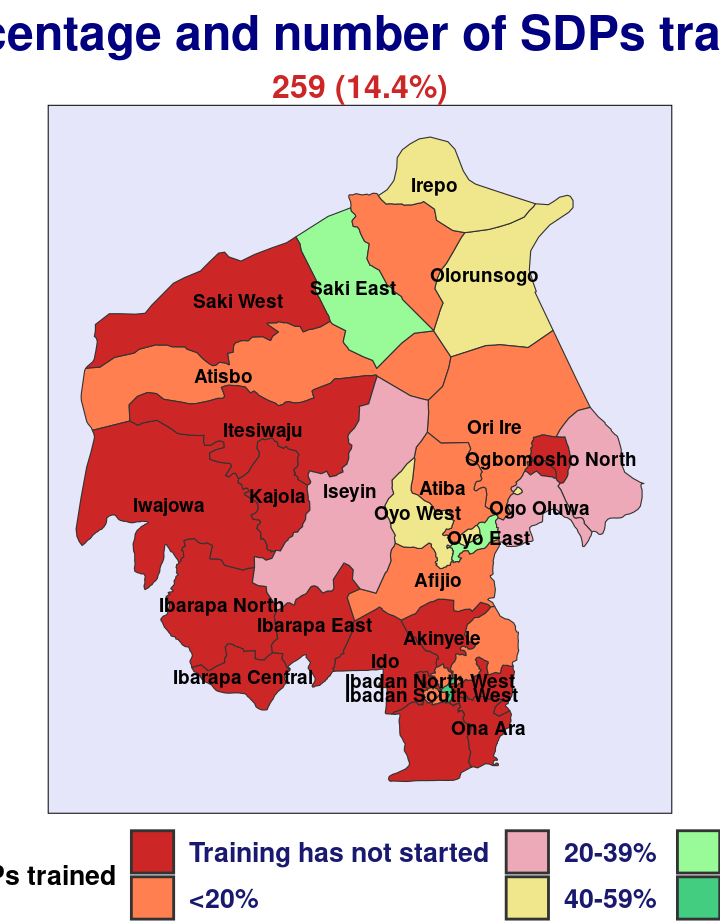 centage and number of SDPs tra
259 (14.4%)
Irepo
Olorunsogo
Saki East
Saki West
Atisbo
Ori Ire
Itesiwaju
Ogbomosho North
Atiba
Iseyin
Kajola
Iwajowa
Ogo Oluwa
Oyo West
Oyo East
Afijio
Ibarapa North
Ibarapa East
Akinyele
Ido
Ibarapa Central
Ibadan North West
Ibadan South West
Ona Ara
Ps trained
Training has not started
20-39%
<20%
40-59%